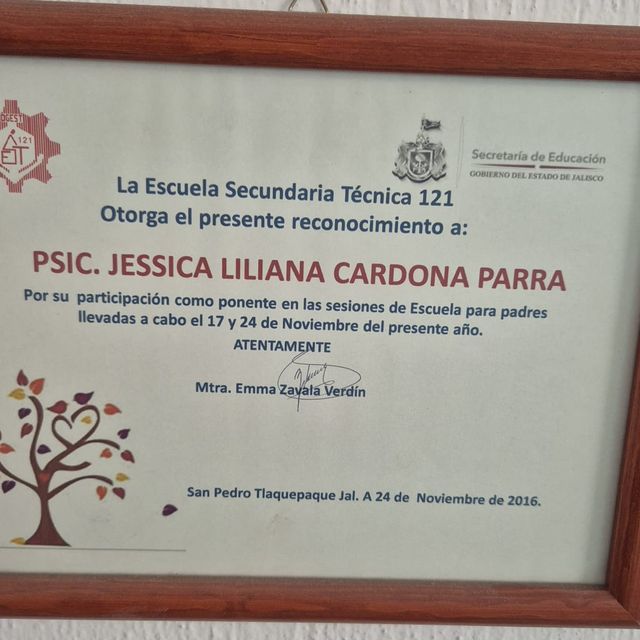 DGEST
121
EJT
Secretaría de Educación
GOBIERNO DEL ESTADO DE JALISCO
La Escuela Secundaria Técnica 121
Otorga el presente reconocimiento a:
PSIC. JESSICA LILIANA CARDONA PARRA
Por su participación como ponente en las sesiones de Escuela para padres
llevadas a cabo el 17 y 24 de Noviembre del presente año.
ATENTAMENTE
Mtra. Emma Zavala Verdín
San Pedro Tlaquepaque Jal. A 24 de Noviembre de 2016.